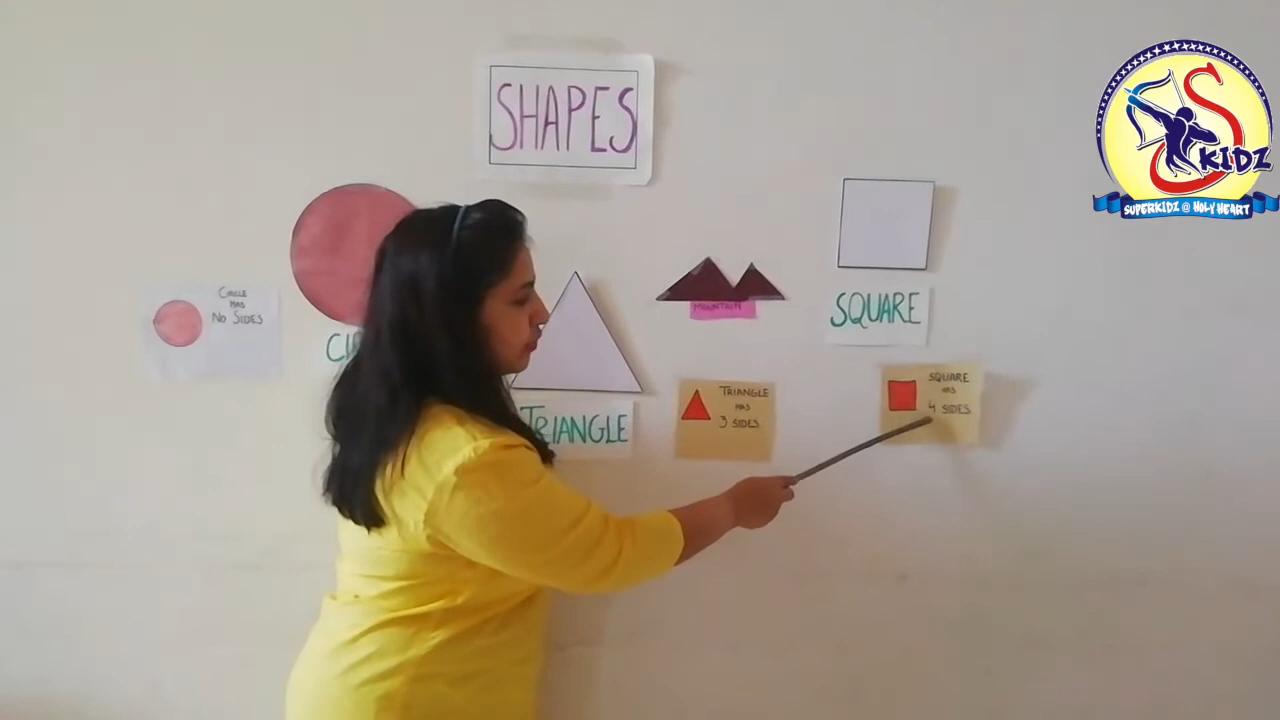 SHAPES
CIRCLE
HAS
NO SIDES
TRIANGLE
MOUNTAIN
TRIANGLE
HAS
3 SIDES
SQUARE
SQUARE
HAS
4 SIDES
S KIDZ
SUPERKIDZ @ HOLY HEART